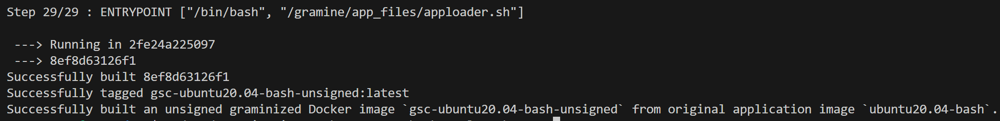 Step 29/29 : ENTRYPOINT ["/bin/bash", "/gramine/app_files/apploader.sh"]
 ---> Running in 2fe24a225097
 ---> 8ef8d63126f1
Successfully built 8ef8d63126f1
Successfully tagged gsc-ubuntu20.04-bash-unsigned:latest
Successfully built an unsigned graminized Docker image `gsc-ubuntu20.04-bash-unsigned` from original application image `ubuntu20.04-bash`.